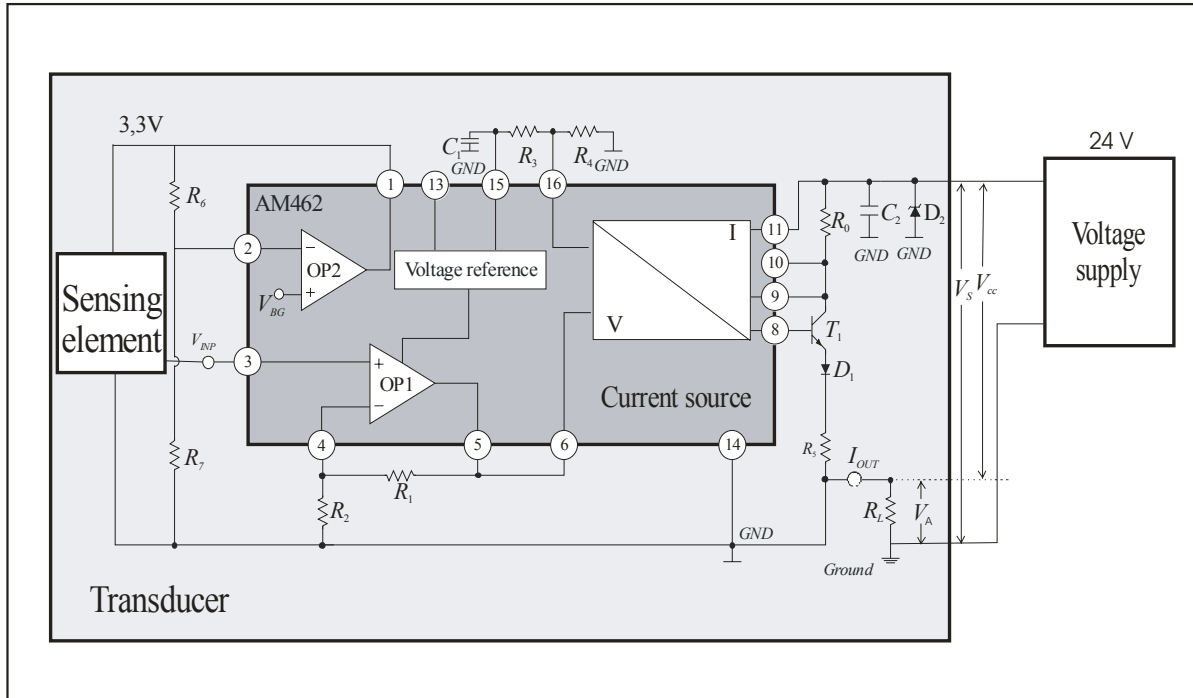 24 V
3,3V
C1
GND
R3
R4
GND
R6
1
13
15
16
AM462
I
11
R0
C2
D2
GND
GND
Voltage
supply
2
−
OP2
+
VBG
Voltage reference
10
9
VS
Vcc
Sensing
element
V
8
T1
VINP
3
+
OP1
−
D1
Current source
4
5
6
14
R5
IOUT
R7
R1
R2
RL
VA
GND
Ground
Transducer